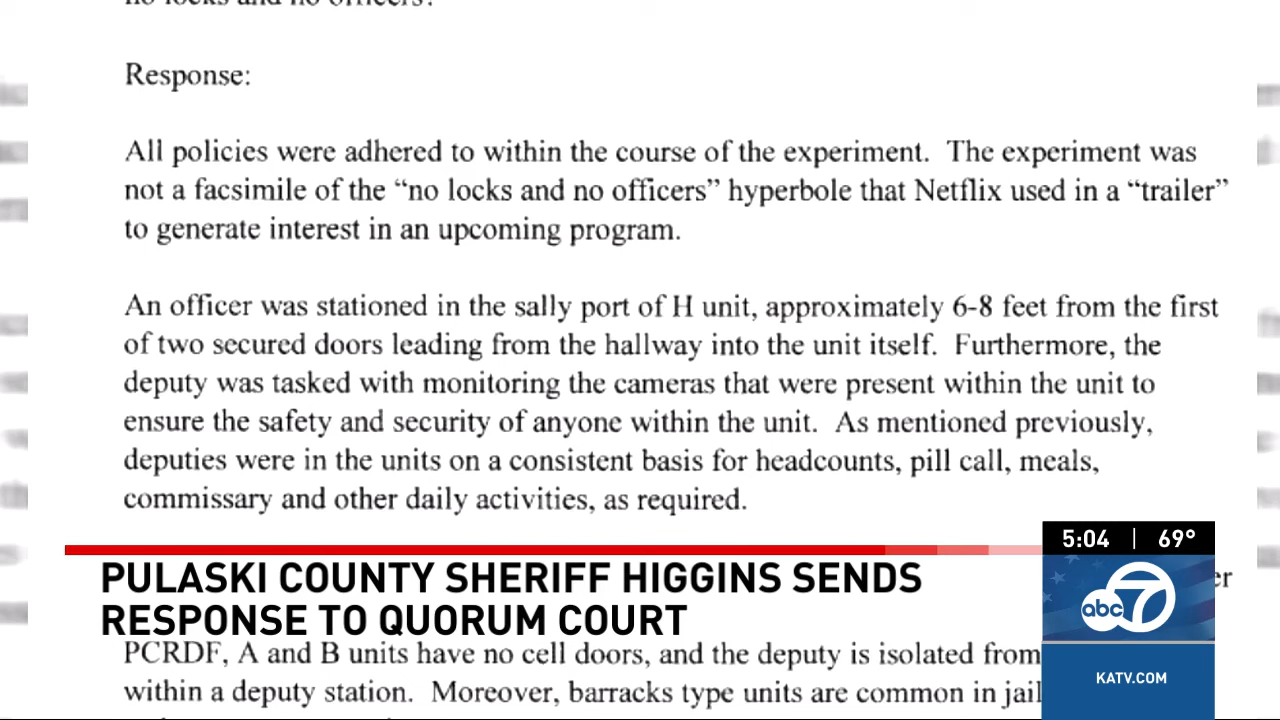 no locks and no officers?
Response:
All policies were adhered to within the course of the experiment. The experiment was
not a facsimile of the “no locks and no officers” hyperbole that Netflix used in a “trailer”
to generate interest in an upcoming program.
An officer was stationed in the sally port of H unit, approximately 6-8 feet from the first
of two secured doors leading from the hallway into the unit itself. Furthermore, the
deputy was tasked with monitoring the cameras that were present within the unit to
ensure the safety and security of anyone within the unit. As mentioned previously,
deputies were in the units on a consistent basis for headcounts, pill call, meals,
commissary and other daily activities, as required.
PULASKI COUNTY SHERIFF HIGGINS SENDS
RESPONSE TO QUORUM COURT
PCRDF, A and B units have no cell doors, and the deputy is isolated from
within a deputy station. Moreover, barracks type units are common in jail
5:04 | 69°
abc 7
KATV.COM